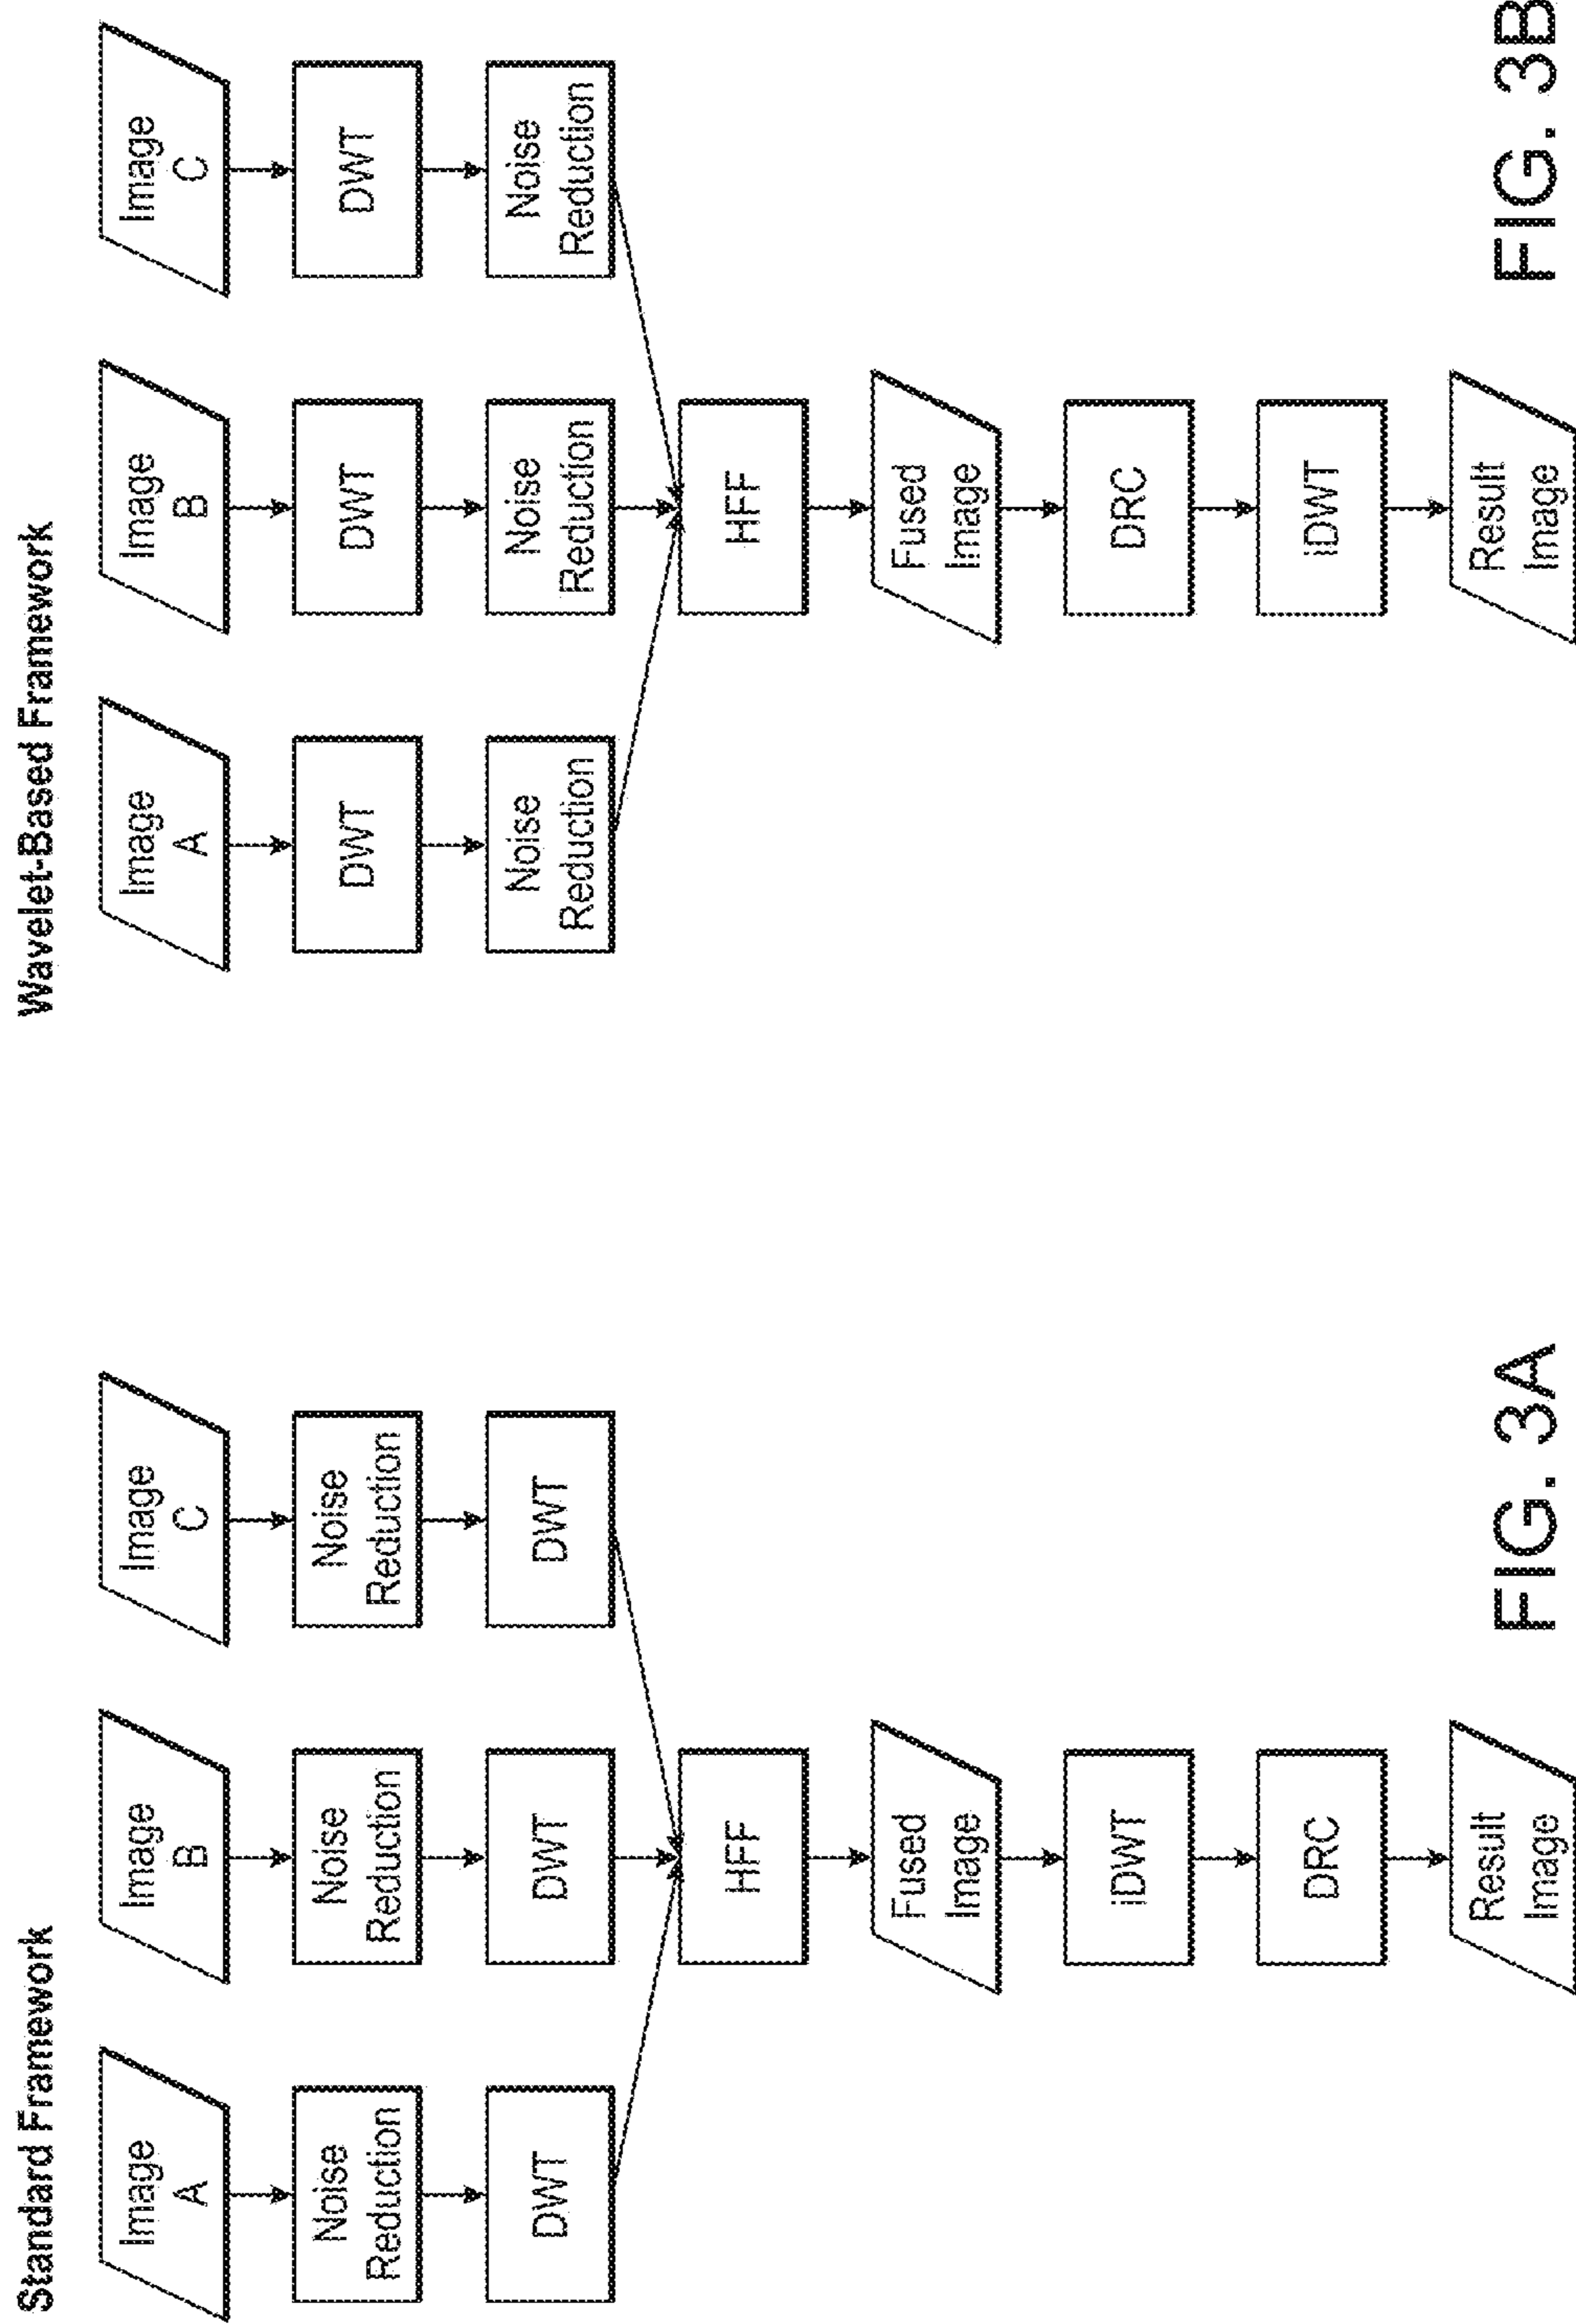 Standard Framework
Image
A
Image
B
Image
C
Noise
Reduction
Noise
Reduction
Noise
Reduction
DWT
DWT
DWT
HFF
Fused
Image
iDWT
DRC
Result
Image
FIG. 3A
Wavelet-Based Framework
Image
A
Image
B
Image
C
DWT
DWT
DWT
Noise
Reduction
Noise
Reduction
Noise
Reduction
HFF
Fused
Image
DRC
iDWT
Result
Image
FIG. 3B